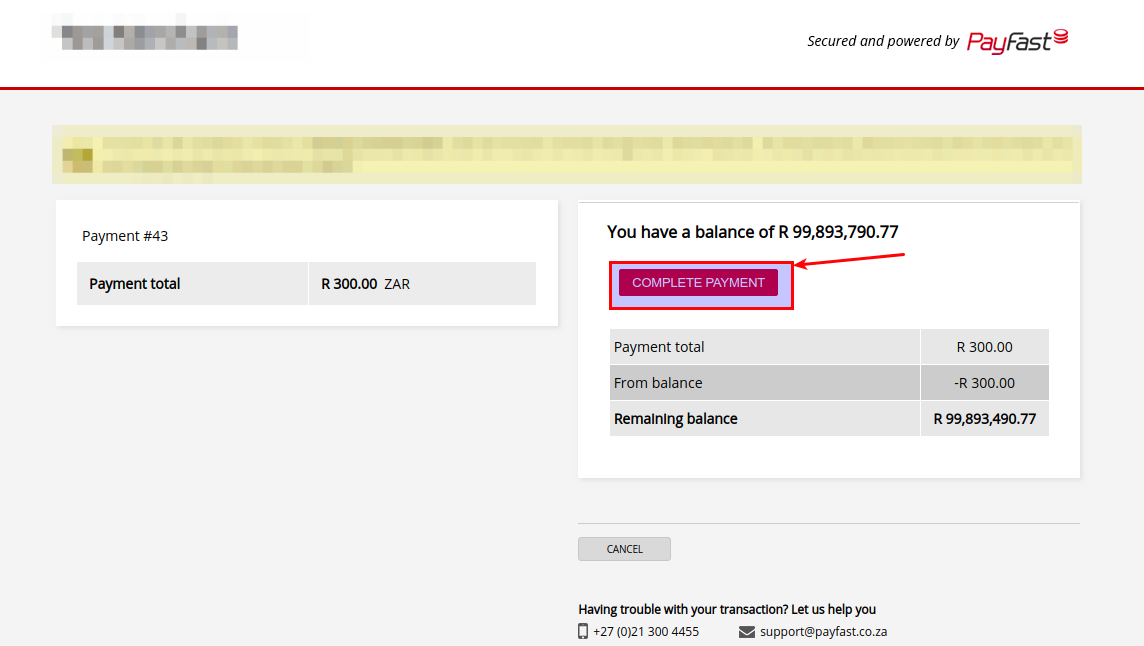 Secured and powered by PayFast
Payment #43
Payment total R 300.00 ZAR
You have a balance of R 99,893,790.77
COMPLETE PAYMENT
Payment total R 300.00
From balance -R 300.00
Remaining balance R 99,893,490.77
CANCEL
Having trouble with your transaction? Let us help you
+27 (0)21 300 4455 support@payfast.co.za